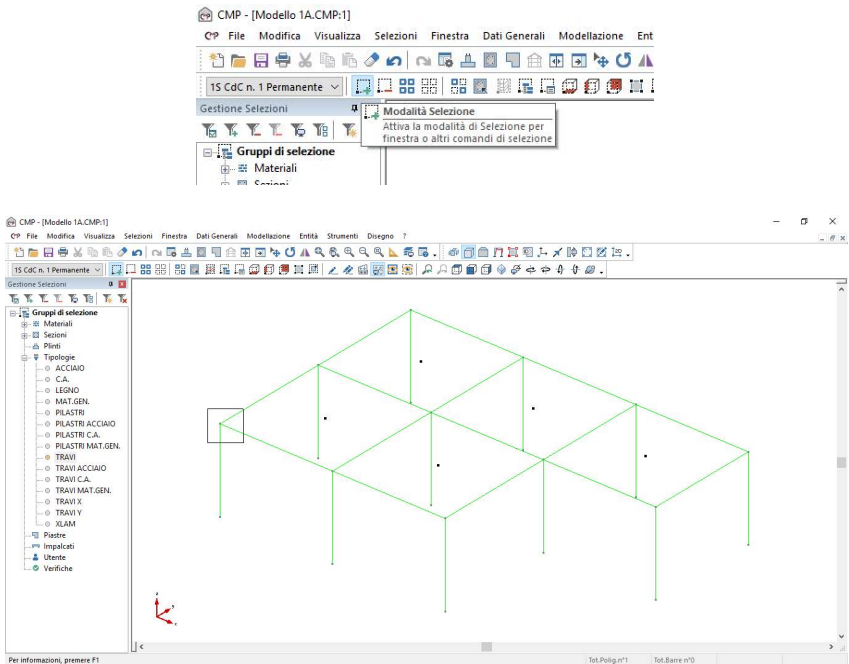 CMP - [Modello 1A.CMP:1]
CMP File Modifica Visualizza Selezioni Finestra Dati Generali Modellazione Ent
1S CdC n. 1 Permanente
Gestione Selezioni
Modalità Selezione
Attiva la modalità di Selezione per
finestra o altri comandi di selezione
Gruppi di selezione
Materiali
Sezioni
CMP - [Modello 1A.CMP:1]
CMP File Modifica Visualizza Selezioni Finestra Dati Generali Modellazione Entità Strumenti Disegno ?
1S CdC n. 1 Permanente
Gestione Selezioni
Gruppi di selezione
Materiali
Sezioni
Plinti
Tipologie
ACCIAIO
C.A.
LEGNO
MAT.GEN.
PILASTRI
PILASTRI ACCIAIO
PILASTRI C.A.
PILASTRI MAT.GEN.
TRAVI
TRAVI ACCIAIO
TRAVI C.A.
TRAVI MAT.GEN.
TRAVI X
TRAVI Y
XLAM
Piastre
Impalcati
Utente
Verifiche
Per informazioni, premere F1
Tot.Polig.n°1 Tot.Barre n°0